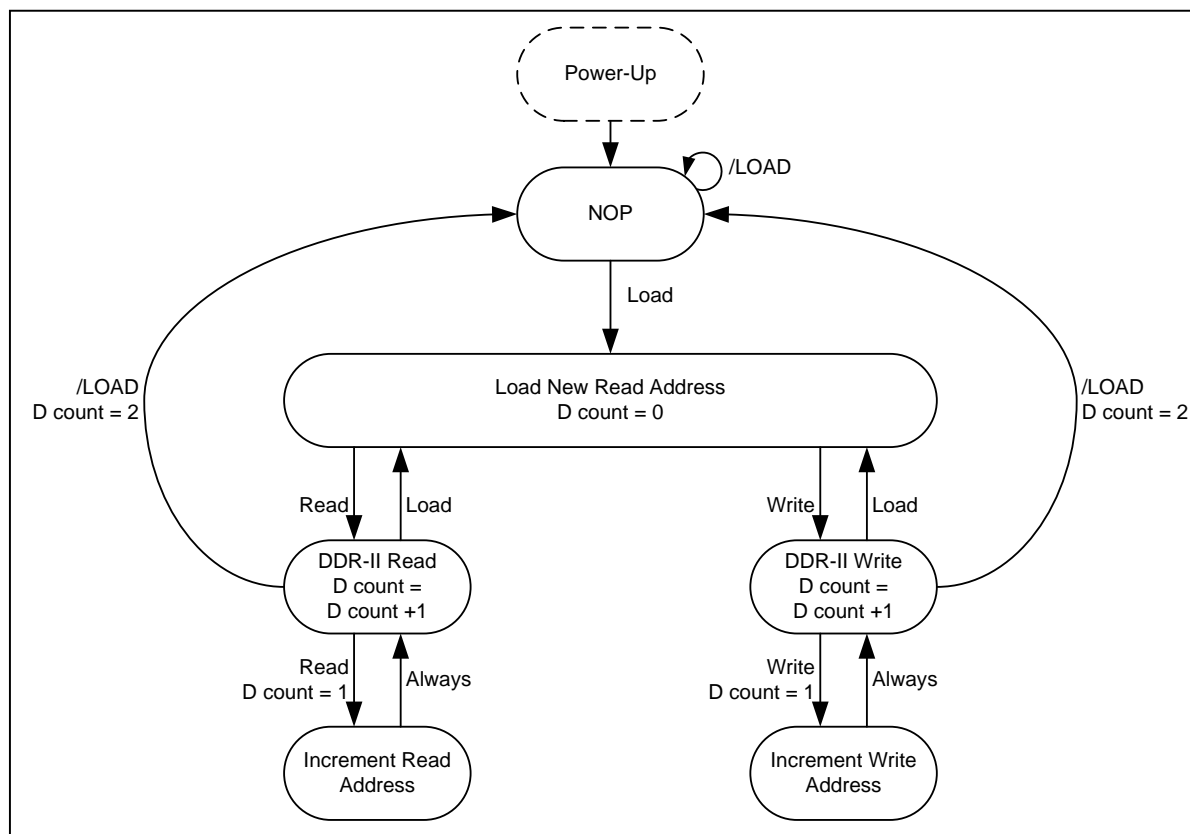 Power-Up
/LOAD
NOP
Load
/LOAD
D count = 2
Load New Read Address
D count = 0
/LOAD
D count = 2
Read
Load
Write
Load
DDR-II Read
D count =
D count +1
DDR-II Write
D count =
D count +1
Read
D count = 1
Always
Write
D count = 1
Always
Increment Read
Address
Increment Write
Address